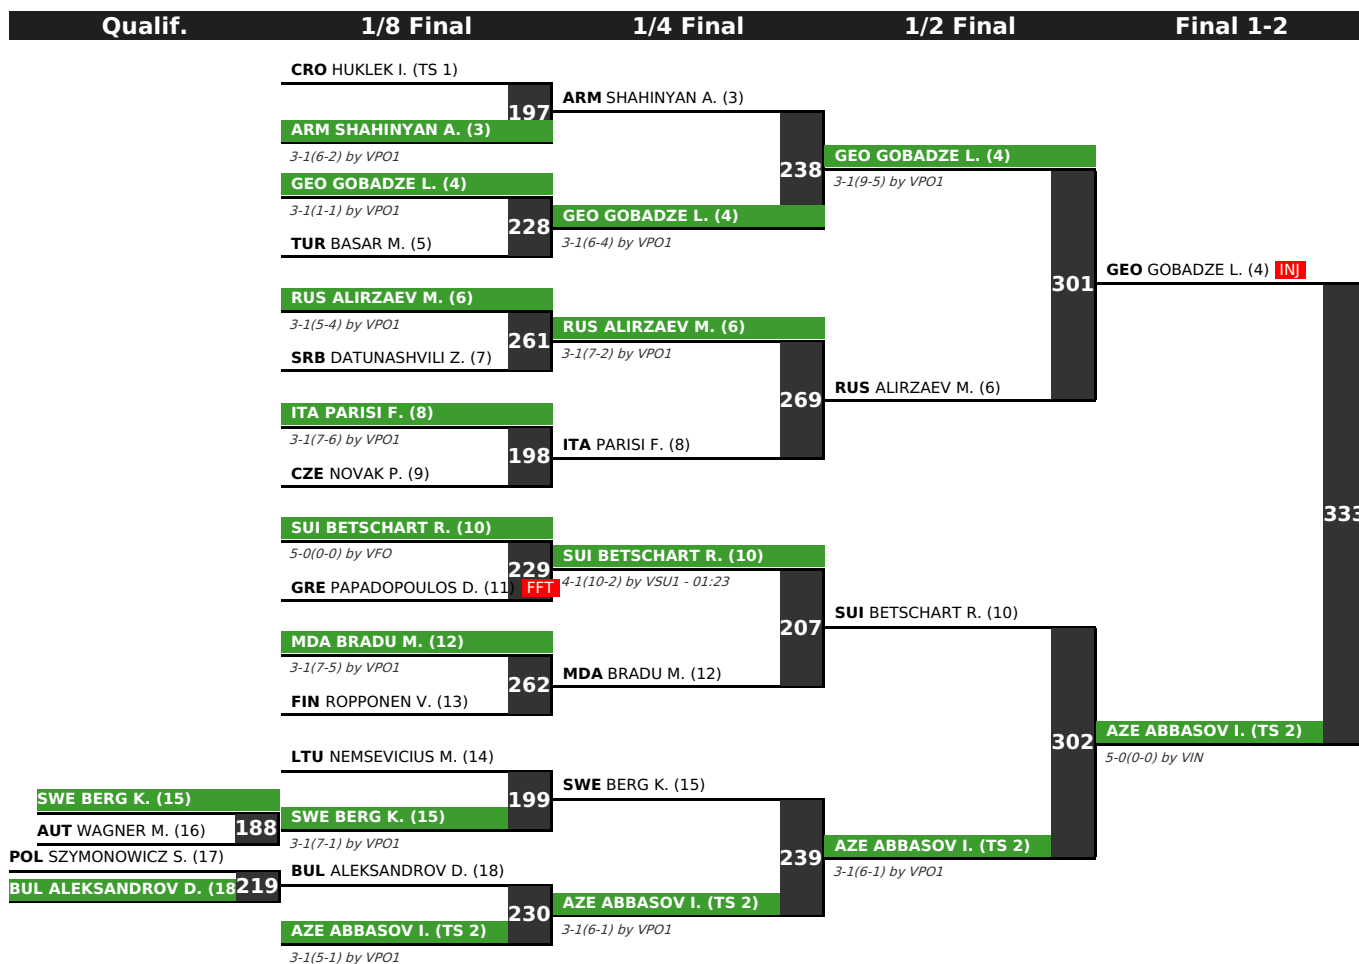 Qualif.
1/8 Final
1/4 Final
1/2 Final
Final 1-2
SWE BERG K. (15)
AUT WAGNER M. (16)
188
POL SZYMONOWICZ S. (17)
BUL ALEKSANDROV D. (18
219
CRO HUKLEK I. (TS 1)
197
ARM SHAHINYAN A. (3)
3-1(6-2) by VPO1
GEO GOBADZE L. (4)
3-1(1-1) by VPO1
228
TUR BASAR M. (5)
RUS ALIRZAEV M. (6)
3-1(5-4) by VPO1
261
SRB DATUNASHVILI Z. (7)
ITA PARISI F. (8)
3-1(7-6) by VPO1
198
CZE NOVAK P. (9)
SUI BETSCHART R. (10)
5-0(0-0) by VFO
229
GRE PAPADOPOULOS D. (11) FFT
MDA BRADU M. (12)
3-1(7-5) by VPO1
262
FIN ROPPONEN V. (13)
LTU NEMSEVICIUS M. (14)
199
SWE BERG K. (15)
3-1(7-1) by VPO1
BUL ALEKSANDROV D. (18)
230
AZE ABBASOV I. (TS 2)
3-1(5-1) by VPO1
ARM SHAHINYAN A. (3)
238
GEO GOBADZE L. (4)
3-1(6-4) by VPO1
RUS ALIRZAEV M. (6)
3-1(7-2) by VPO1
269
ITA PARISI F. (8)
SUI BETSCHART R. (10)
4-1(10-2) by VSU1 - 01:23
207
MDA BRADU M. (12)
SWE BERG K. (15)
239
AZE ABBASOV I. (TS 2)
3-1(6-1) by VPO1
GEO GOBADZE L. (4)
3-1(9-5) by VPO1
301
RUS ALIRZAEV M. (6)
SUI BETSCHART R. (10)
302
AZE ABBASOV I. (TS 2)
3-1(6-1) by VPO1
GEO GOBADZE L. (4) INJ
333
AZE ABBASOV I. (TS 2)
5-0(0-0) by VIN